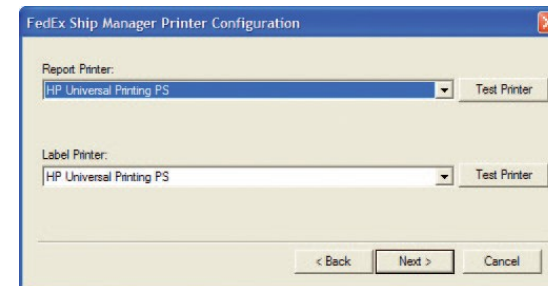 FedEx Ship Manager Printer Configuration
Report Printer:
HP Universal Printing PS Test Printer
Label Printer:
HP Universal Printing PS Test Printer
< Back Next > Cancel